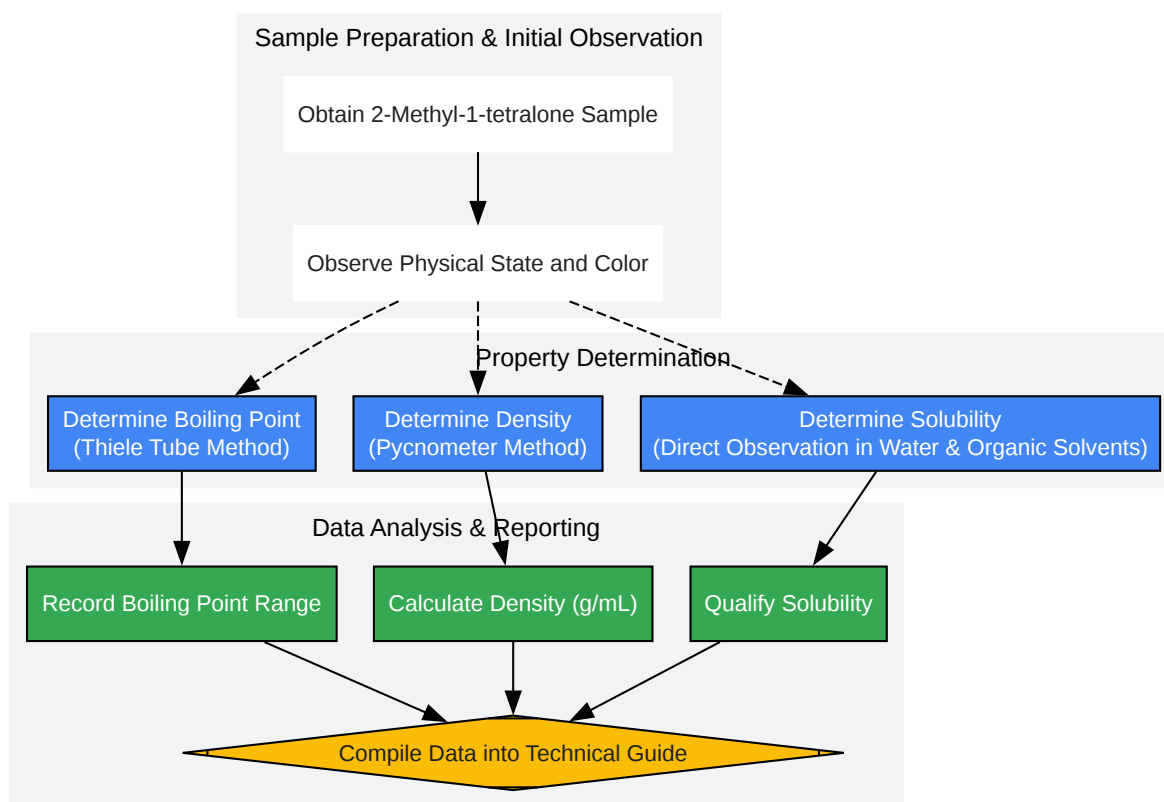 Sample Preparation & Initial Observation
Obtain 2-Methyl-1-tetralone Sample
Observe Physical State and Color
Property Determination
Determine Boiling Point
(Thiele Tube Method)
Determine Density
(Pycnometer Method)
Determine Solubility
(Direct Observation in Water & Organic Solvents)
Data Analysis & Reporting
Record Boiling Point Range
Calculate Density (g/mL)
Qualify Solubility
Compile Data into Technical Guide